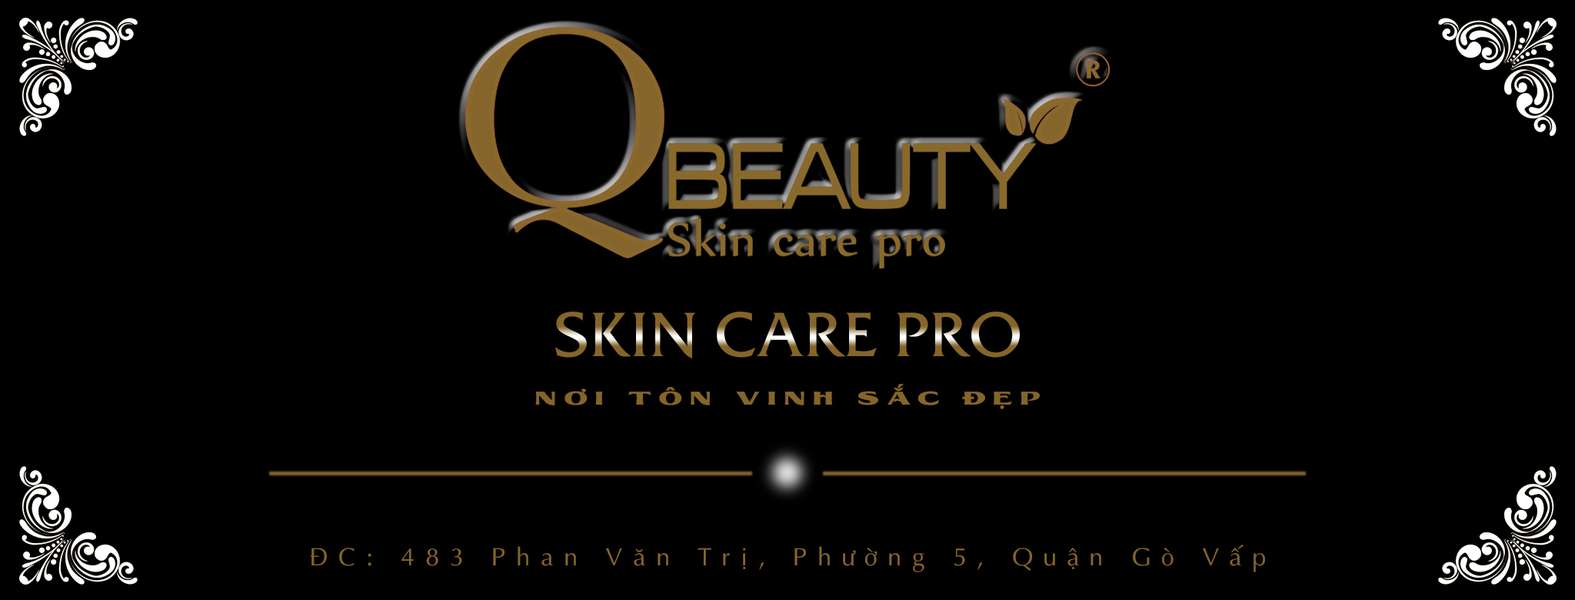 QBEAUTY®
Skin care pro
SKIN CARE PRO
NƠI TÔN VINH SẮC ĐẸP
ĐC: 483 Phan Văn Trị, Phường 5, Quận Gò Vấp